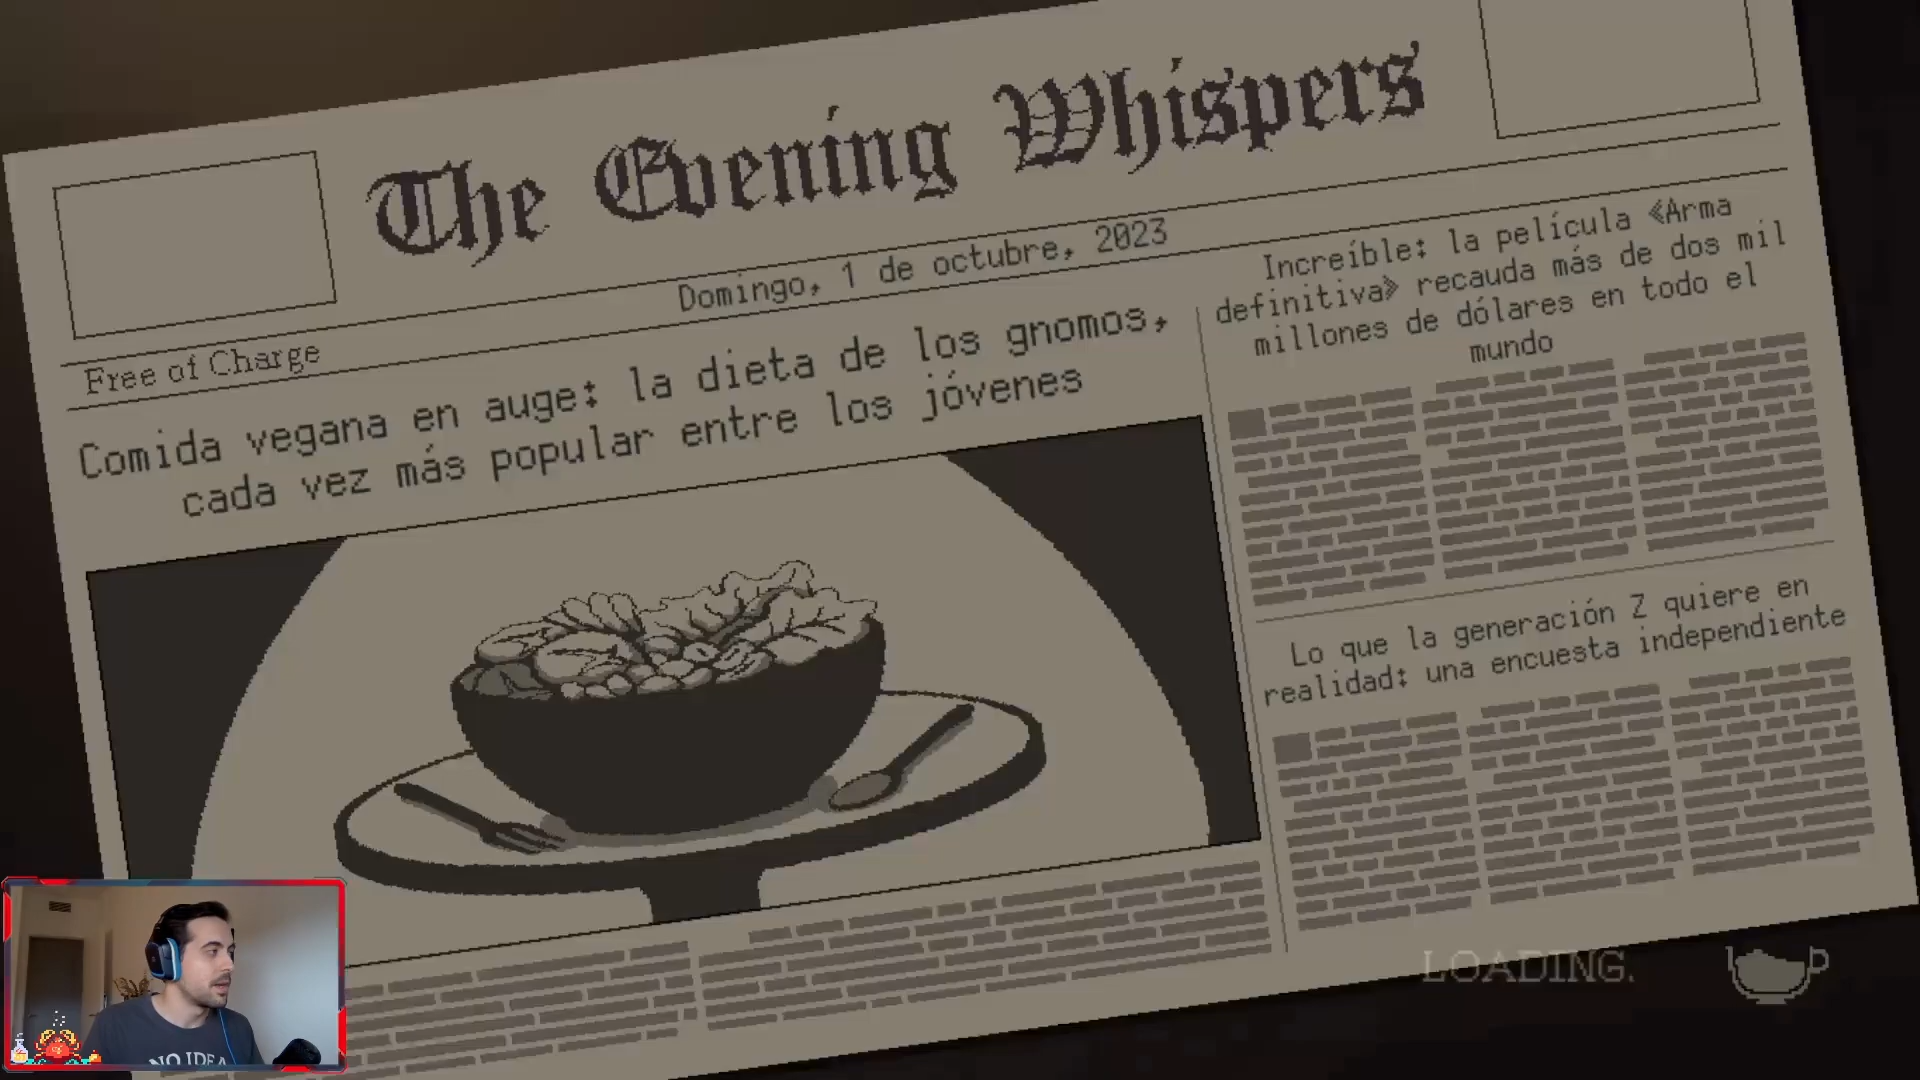 The Evening Whispers
Domingo, 1 de octubre, 2023
Free of Charge
Comida vegana en auge: la dieta de los gnomos,
cada vez más popular entre los jóvenes
Increíble: la película «Arma
definitiva» recauda más de dos mil
millones de dólares en todo el
mundo
Lo que la generación Z quiere en
realidad: una encuesta independiente
LOADING.
NO IDEA